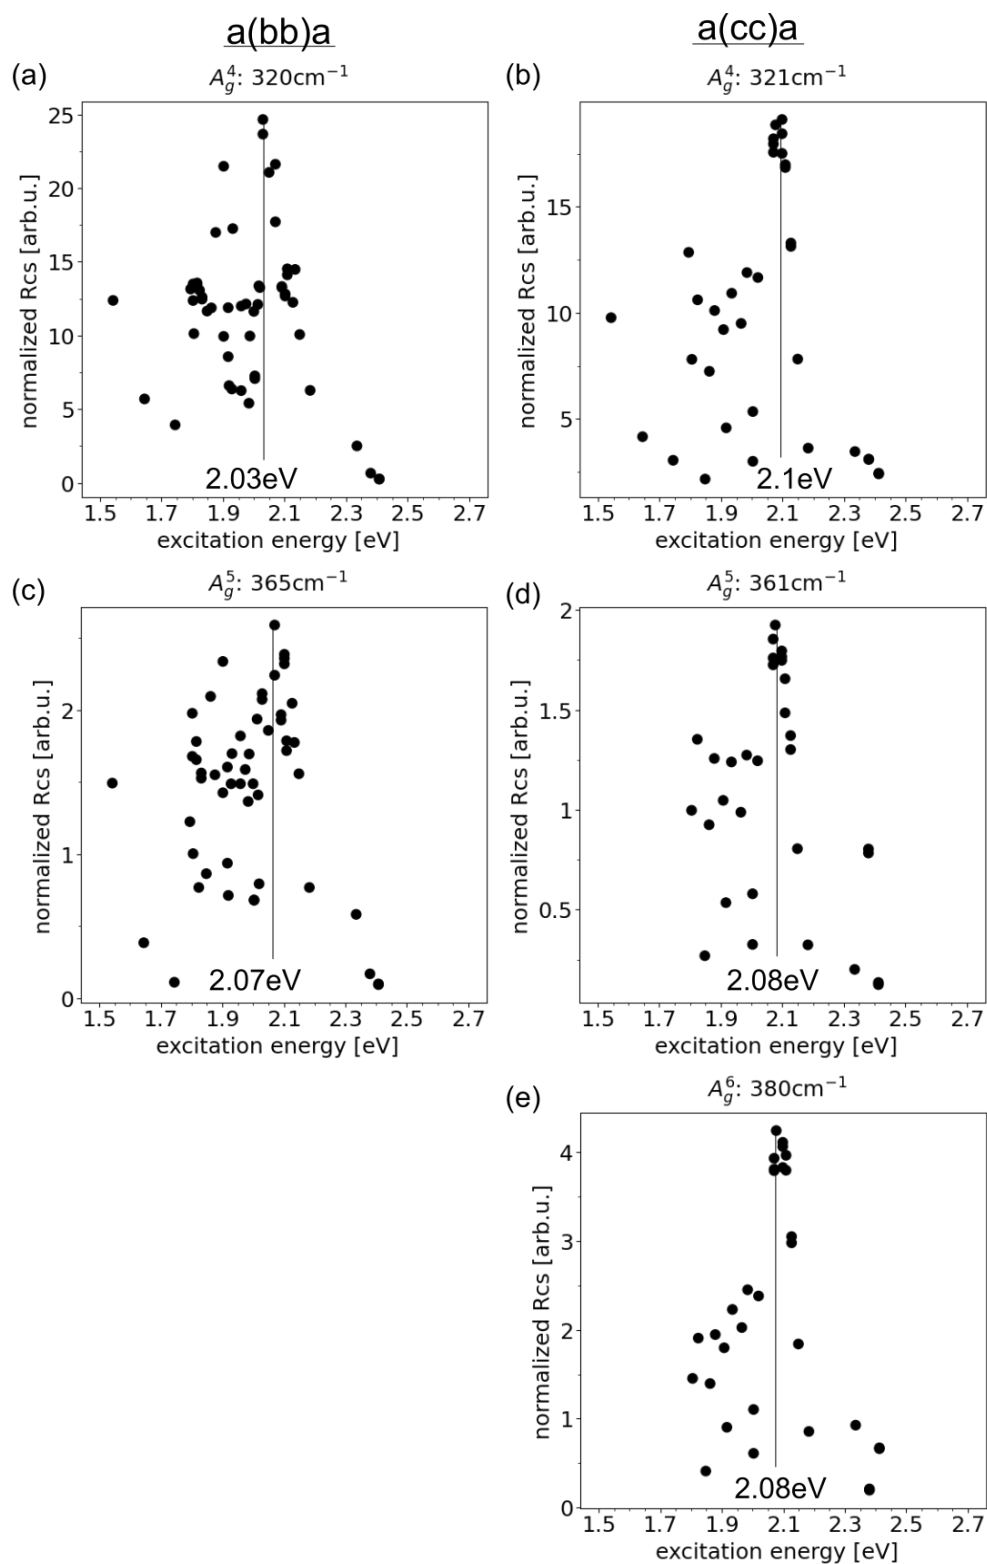 a(bb)a
a(cc)a
(a)
A_g^4: 320cm⁻¹
normalized Rcs [arb.u.]
25
20
15
10
5
0
2.03eV
1.5 1.7 1.9 2.1 2.3 2.5 2.7
excitation energy [eV]
(b)
A_g^4: 321cm⁻¹
normalized Rcs [arb.u.]
15
10
5
2.1eV
1.5 1.7 1.9 2.1 2.3 2.5 2.7
excitation energy [eV]
(c)
A_g^5: 365cm⁻¹
normalized Rcs [arb.u.]
2
1
0
2.07eV
1.5 1.7 1.9 2.1 2.3 2.5 2.7
excitation energy [eV]
(d)
A_g^5: 361cm⁻¹
normalized Rcs [arb.u.]
2
1.5
1
0.5
2.08eV
1.5 1.7 1.9 2.1 2.3 2.5 2.7
excitation energy [eV]
(e)
A_g^6: 380cm⁻¹
normalized Rcs [arb.u.]
4
3
2
1
0
2.08eV
1.5 1.7 1.9 2.1 2.3 2.5 2.7
excitation energy [eV]